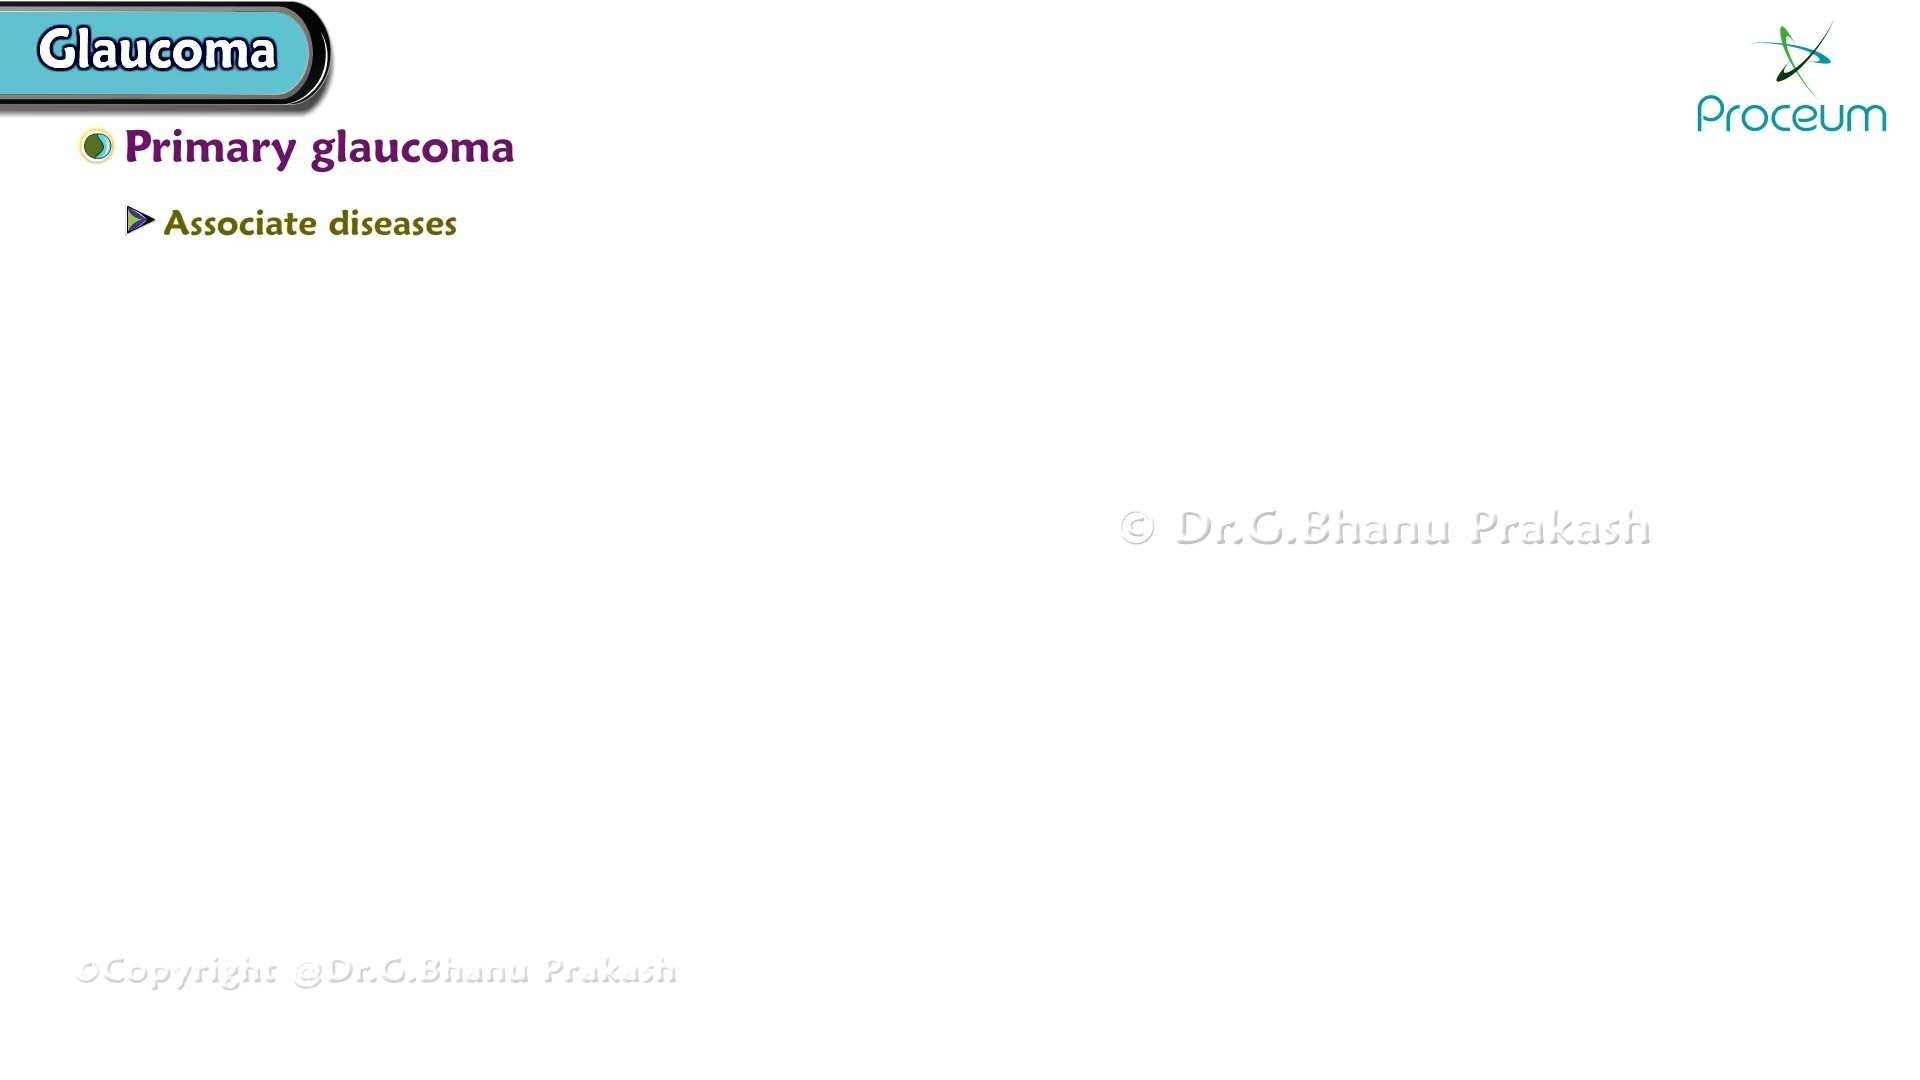 Glaucoma
Proceum
Primary glaucoma
Associate diseases
© Dr.G.Bhanu Prakash
©Copyright @Dr.G.Bhanu Prakash